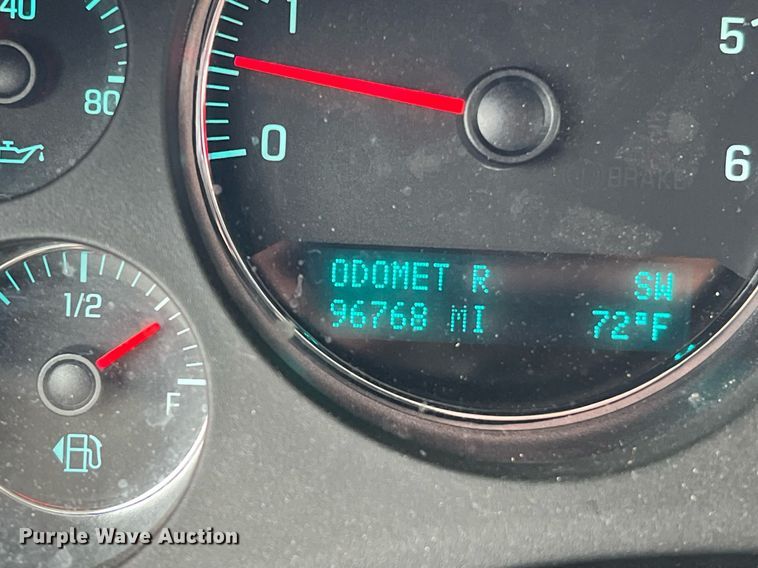 40
80
1
0
5
6
BRAKE
1/2
F
ODOMET R SW
96768 MI 72°F
Purple Wave Auction